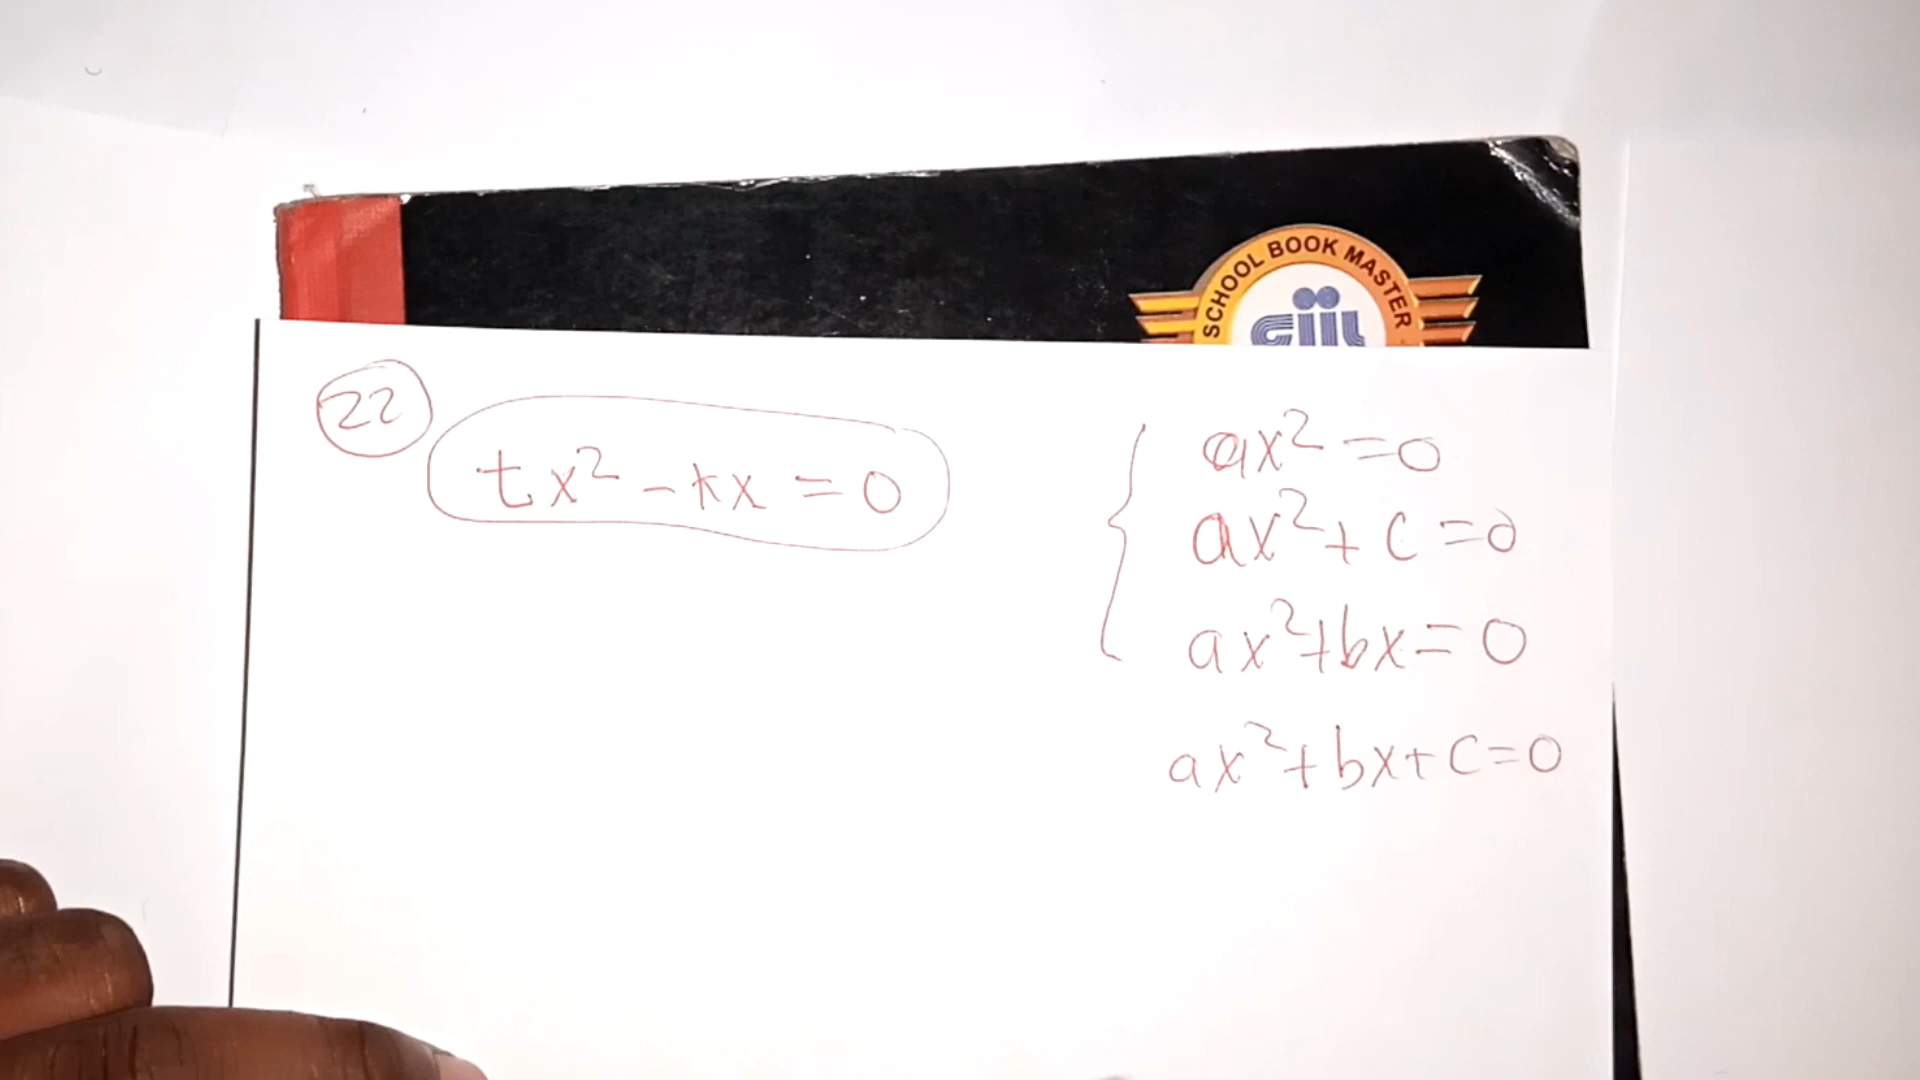 SCHOOL BOOK MASTER
22
tx² - kx = 0
ax² = 0
ax² + c = 0
ax² + bx = 0
ax² + bx + c = 0